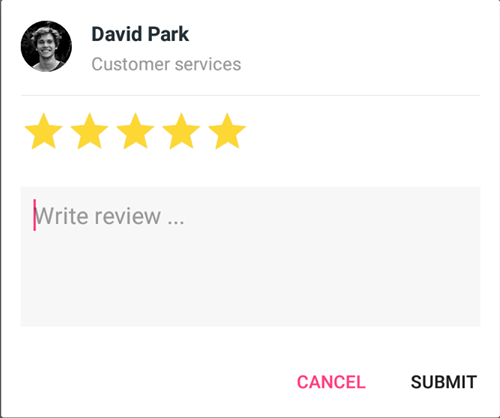 David Park
Customer services
Write review ...
CANCEL SUBMIT